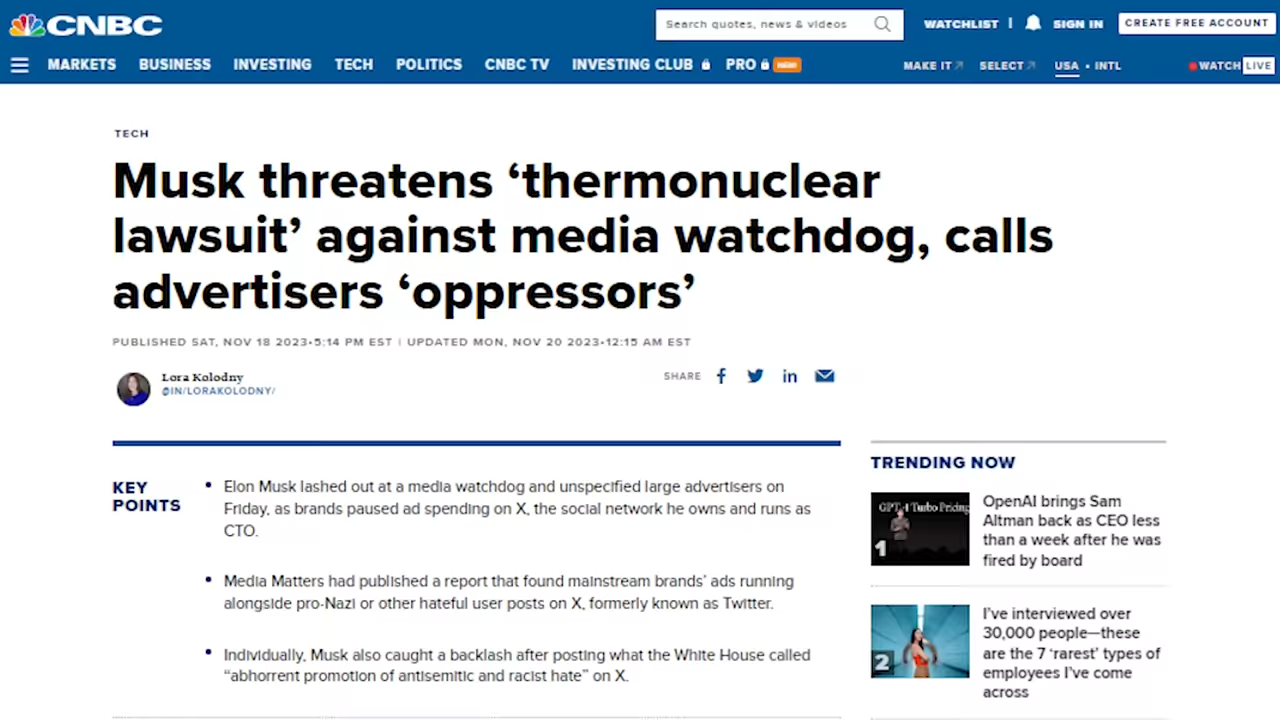 CNBC
Search quotes, news & videos
WATCHLIST
SIGN IN
CREATE FREE ACCOUNT
MARKETS
BUSINESS
INVESTING
TECH
POLITICS
CNBC TV
INVESTING CLUB
PRO
NEW
MAKE IT
SELECT
USA • INTL
WATCH LIVE
TECH
Musk threatens ‘thermonuclear
lawsuit’ against media watchdog, calls
advertisers ‘oppressors’
PUBLISHED SAT, NOV 18 2023•5:14 PM EST | UPDATED MON, NOV 20 2023•12:15 AM EST
Lora Kolodny
@IN/LORAKOLODNY/
SHARE
KEY
POINTS
• Elon Musk lashed out at a media watchdog and unspecified large advertisers on
Friday, as brands paused ad spending on X, the social network he owns and runs as
CTO.
• Media Matters had published a report that found mainstream brands’ ads running
alongside pro-Nazi or other hateful user posts on X, formerly known as Twitter.
• Individually, Musk also caught a backlash after posting what the White House called
“abhorrent promotion of antisemitic and racist hate” on X.
TRENDING NOW
GPT-4 Turbo Pricing
1
OpenAI brings Sam
Altman back as CEO less
than a week after he was
fired by board
2
I’ve interviewed over
30,000 people—these
are the 7 ‘rarest’ types of
employees I’ve come
across